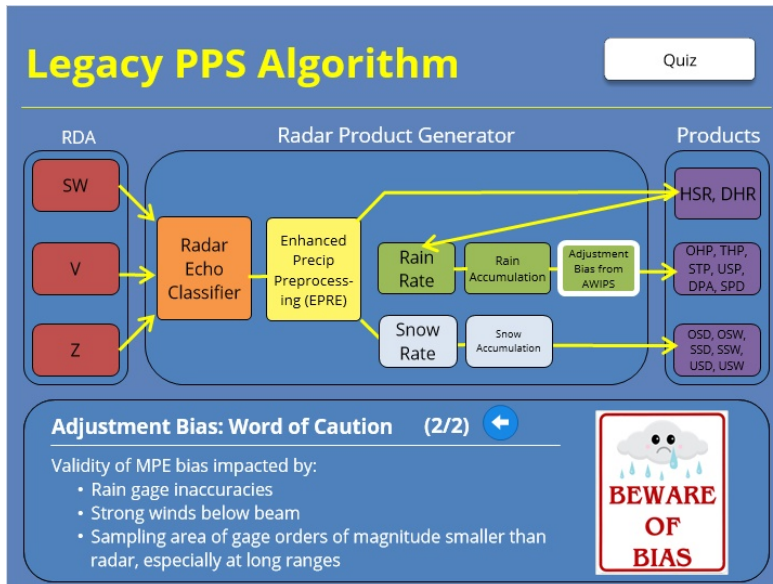 Legacy PPS Algorithm
Quiz
RDA
Radar Product Generator
Products
SW
V
Z
Radar
Echo
Classifier
Enhanced
Precip
Preprocess-
ing (EPRE)
Rain
Rate
Rain
Accumulation
Adjustment
Bias from
AWIPS
Snow
Rate
Snow
Accumulation
HSR, DHR
OHP, THP,
STP, USP,
DPA, SPD
OSD, OSW,
SSD, SSW,
USD, USW
Adjustment Bias: Word of Caution (2/2)
Validity of MPE bias impacted by:
• Rain gage inaccuracies
• Strong winds below beam
• Sampling area of gage orders of magnitude smaller than
radar, especially at long ranges
BEWARE
OF
BIAS